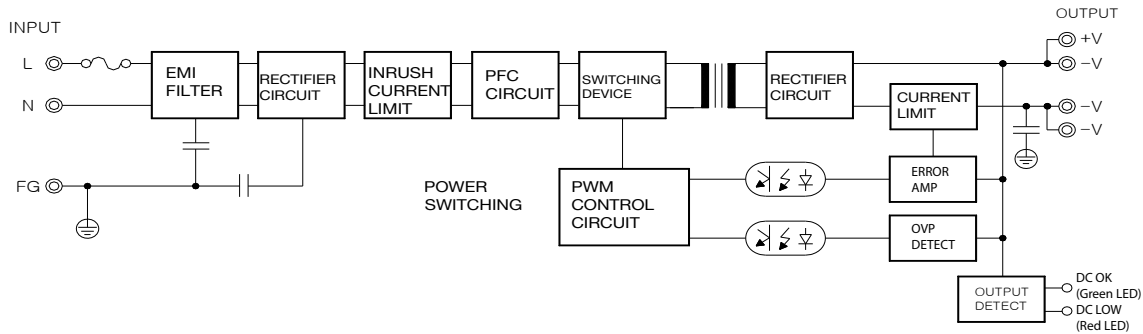 INPUT
OUTPUT
+V
L
−V
EMI
FILTER
RECTIFIER
CIRCUIT
INRUSH
CURRENT
LIMIT
PFC
CIRCUIT
SWITCHING
DEVICE
RECTIFIER
CIRCUIT
CURRENT
LIMIT
N
−V
−V
FG
POWER
SWITCHING
PWM
CONTROL
CIRCUIT
ERROR
AMP
OVP
DETECT
OUTPUT
DETECT
DC OK
(Green LED)
DC LOW
(Red LED)